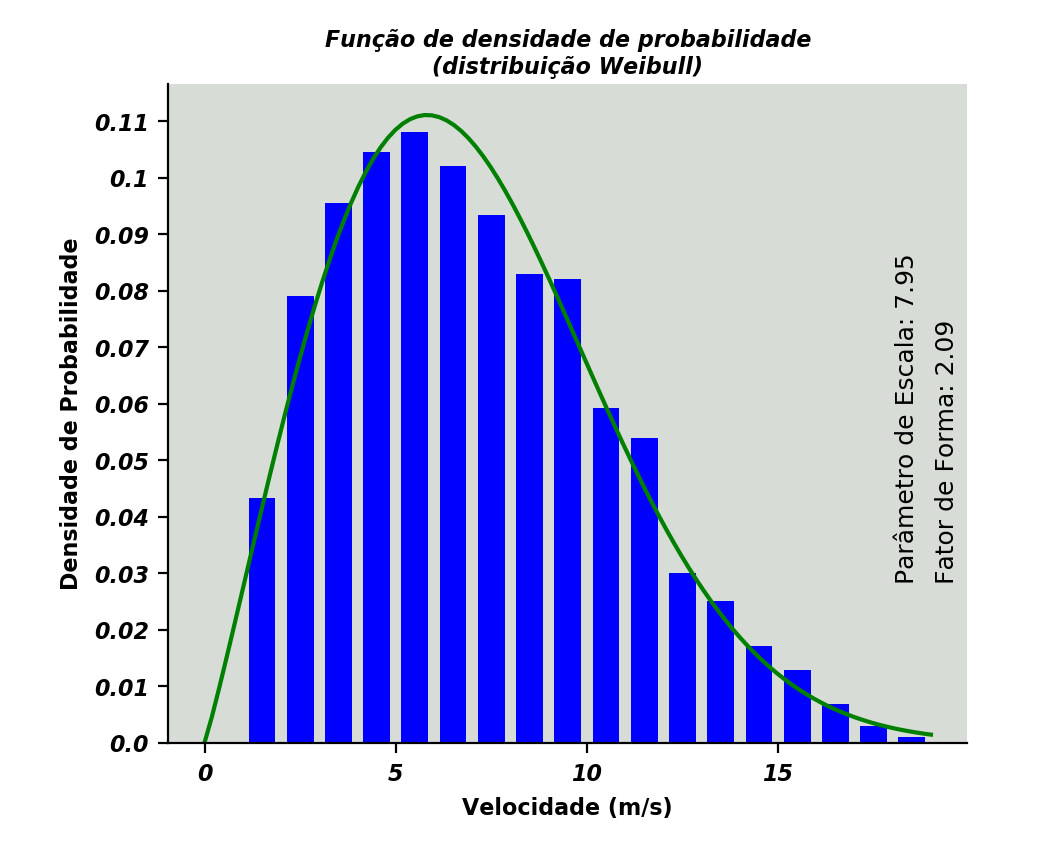 Função de densidade de probabilidade
(distribuição Weibull)
Densidade de Probabilidade
0.11
0.1
0.09
0.08
0.07
0.06
0.05
0.04
0.03
0.02
0.01
0.0
Parâmetro de Escala: 7.95
Fator de Forma: 2.09
0
5
10
15
Velocidade (m/s)